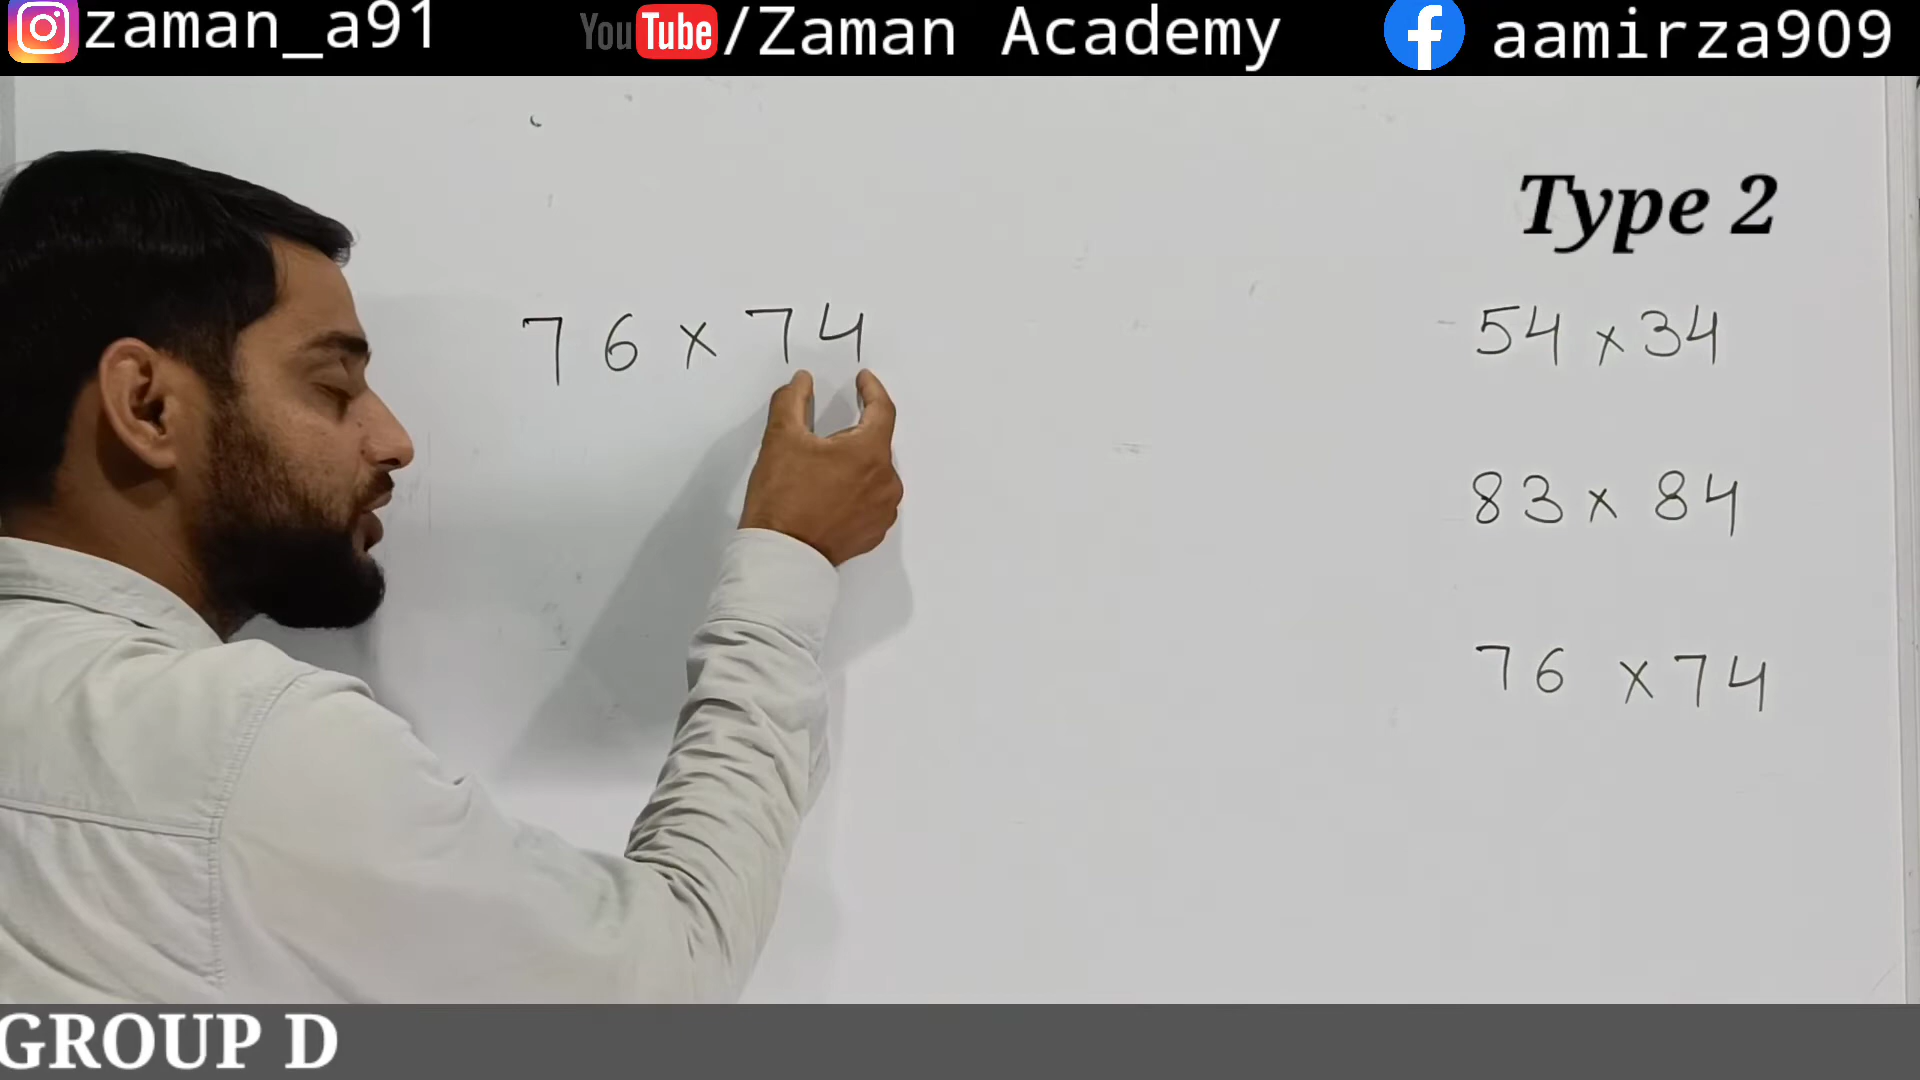 zaman_a91 YouTube/Zaman Academy aamirza909
Type 2
76 x 74
54 x 34
83 x 84
76 x 74
GROUP D